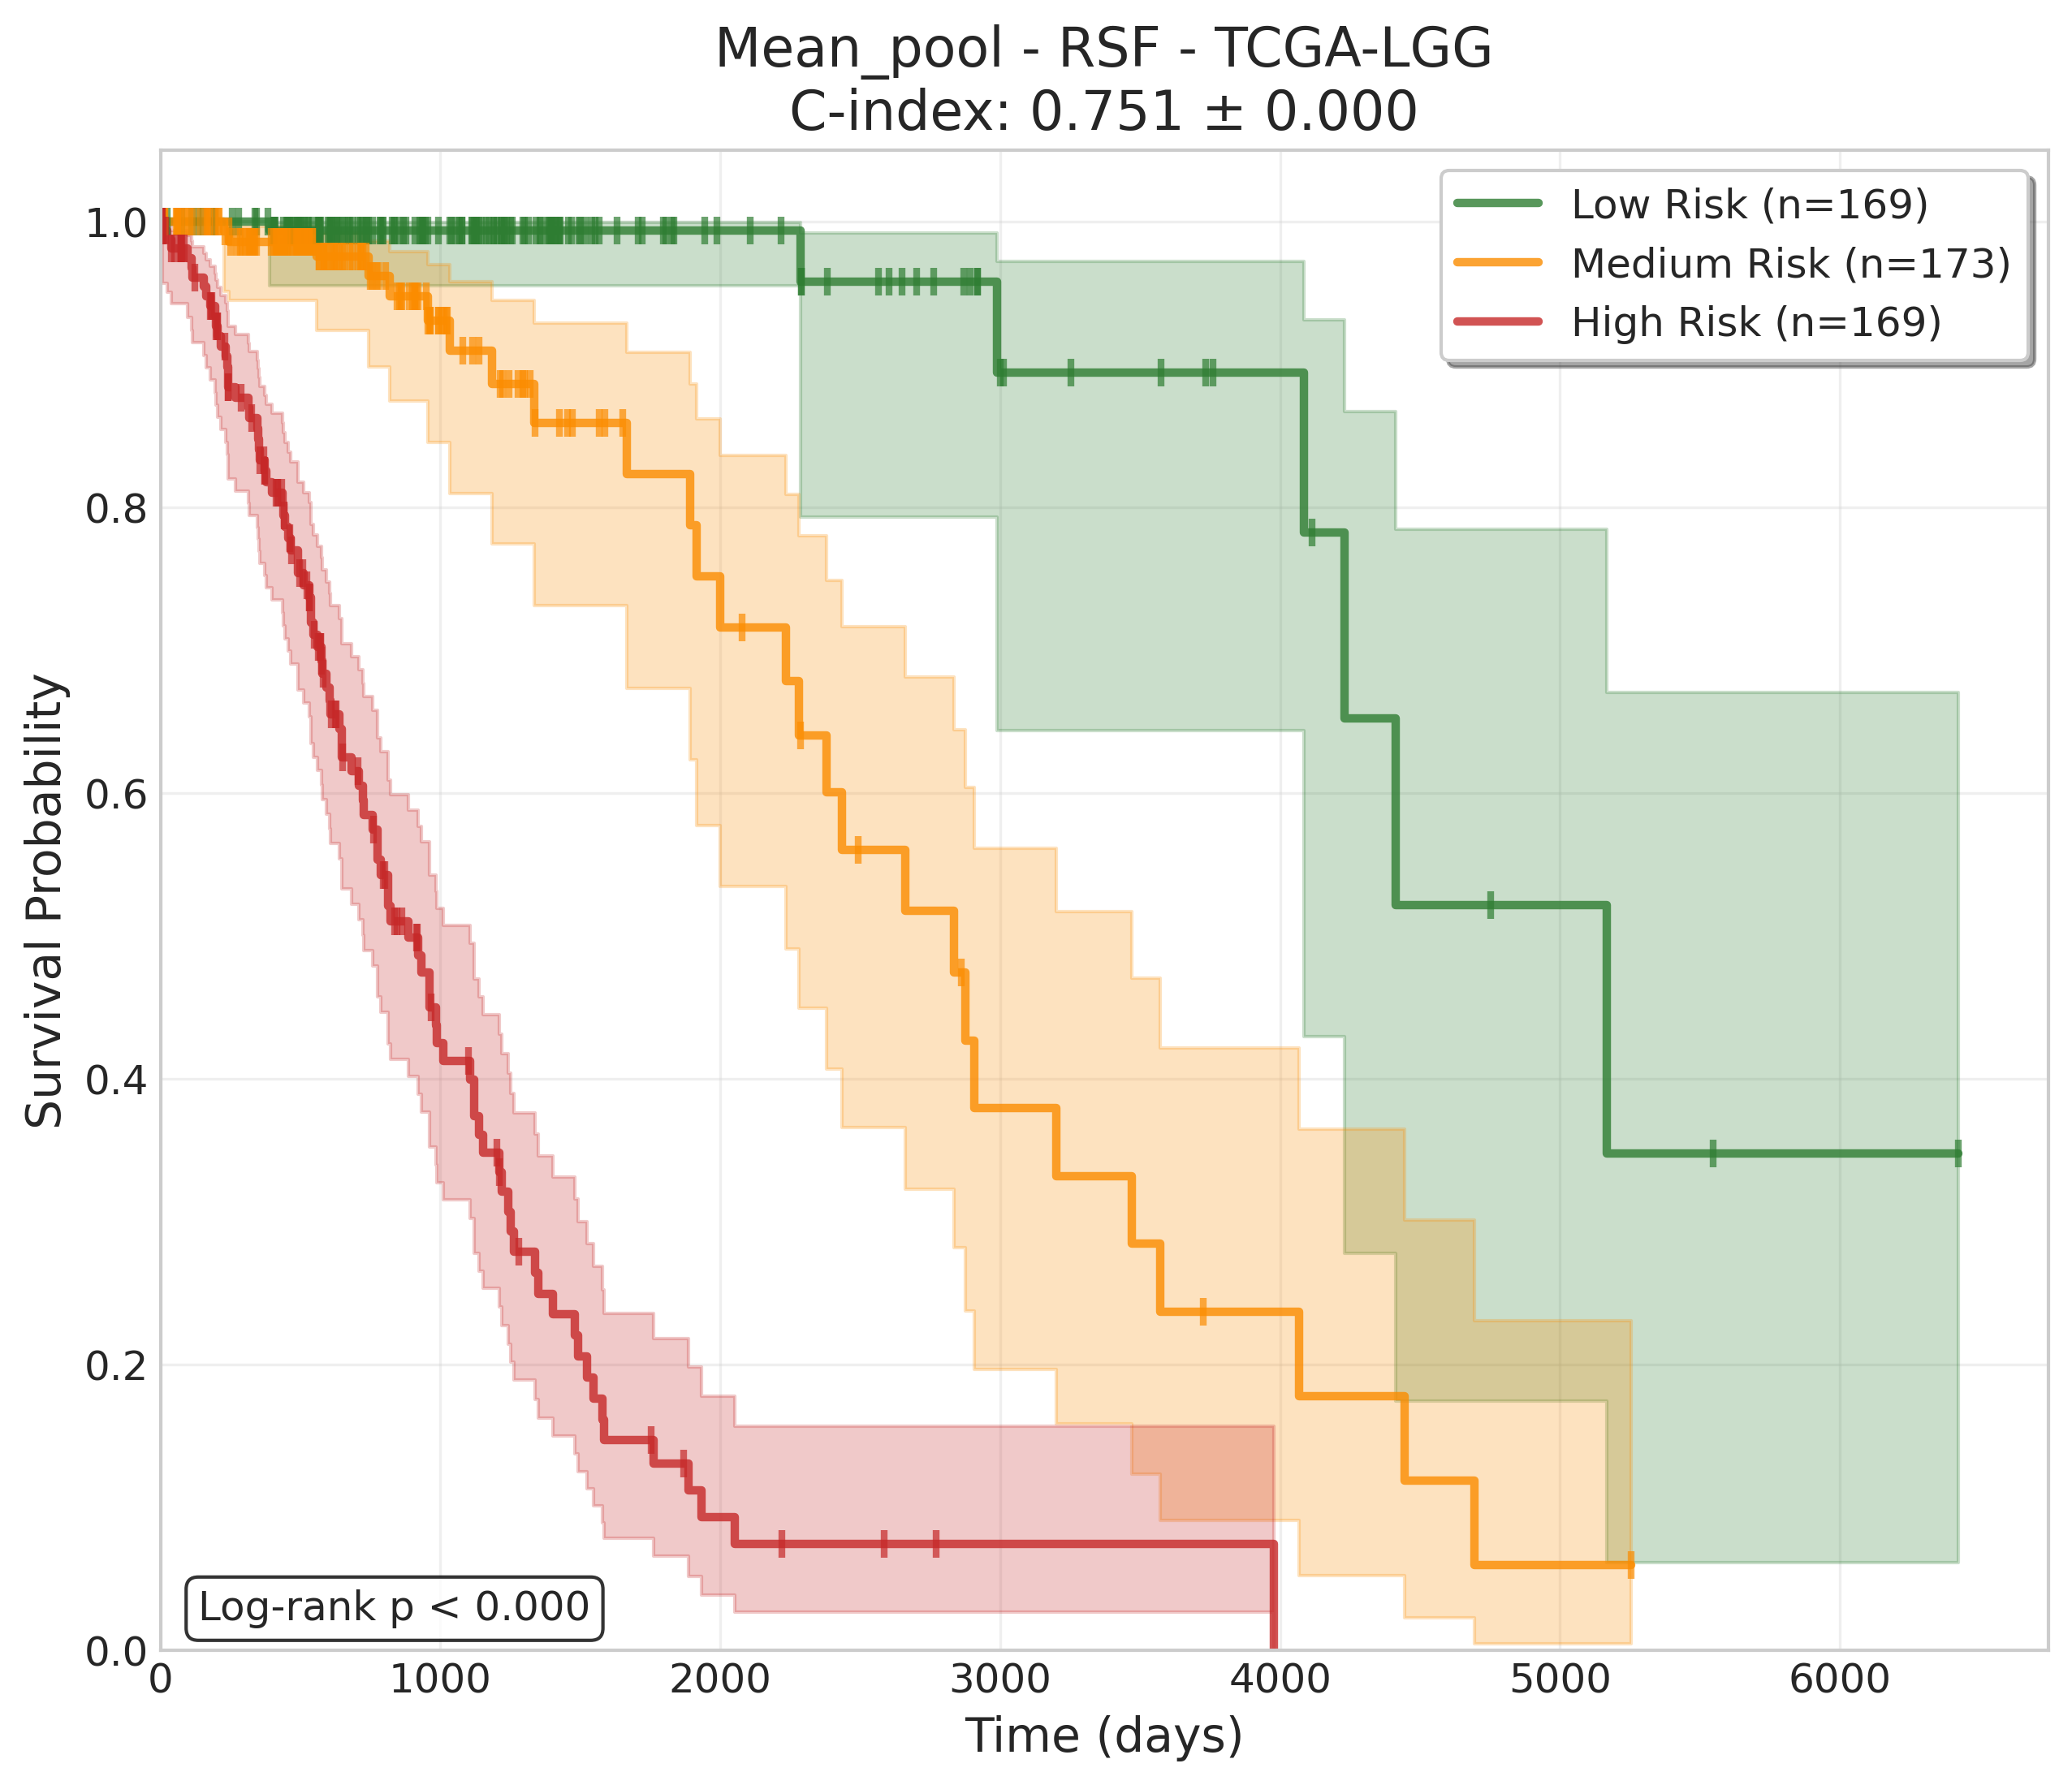 Mean_pool - RSF - TCGA-LGG
C-index: 0.751 ± 0.000
Low Risk (n=169)
Medium Risk (n=173)
High Risk (n=169)
Survival Probability
1.0
0.8
0.6
0.4
0.2
0.0
Log-rank p < 0.000
0 1000 2000 3000 4000 5000 6000
Time (days)